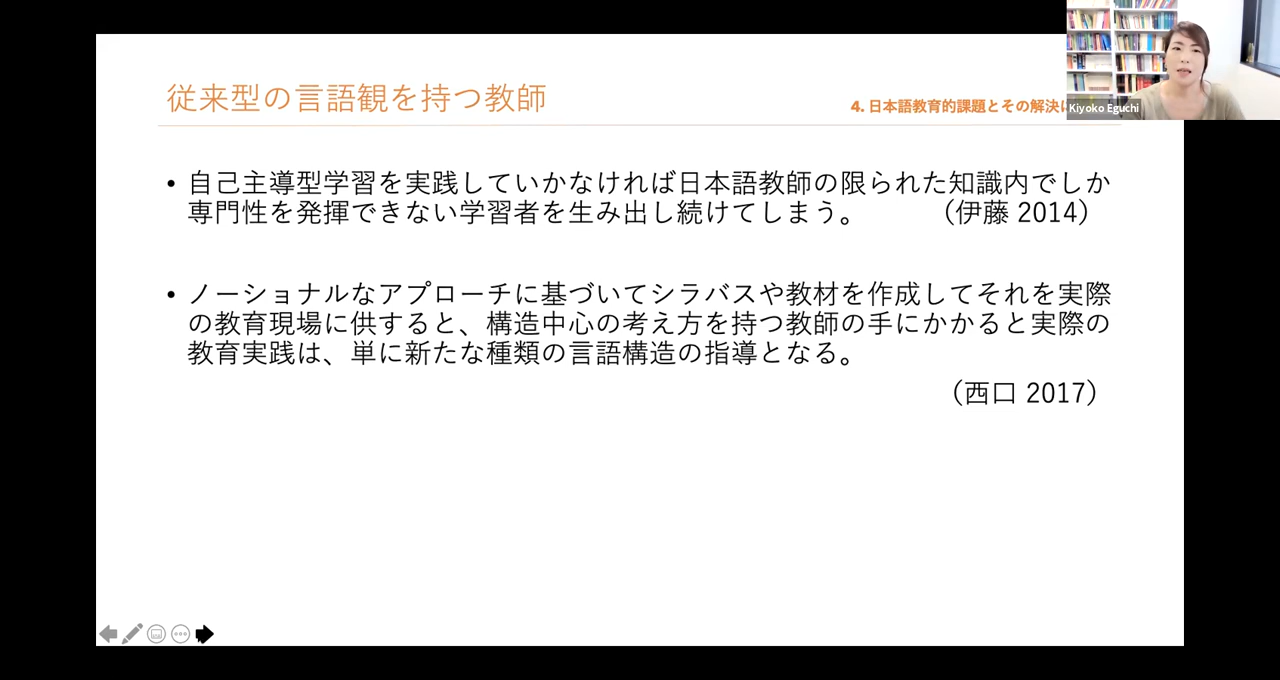 従来型の言語観を持つ教師
4. 日本語教育的課題とその解決
Kiyoko Eguchi
• 自己主導型学習を実践していかなければ日本語教師の限られた知識内でしか
専門性を発揮できない学習者を生み出し続けてしまう。 （伊藤 2014）
• ノーショナルなアプローチに基づいてシラバスや教材を作成してそれを実際
の教育現場に供すると、構造中心の考え方を持つ教師の手にかかると実際の
教育実践は、単に新たな種類の言語構造の指導となる。
（西口 2017）